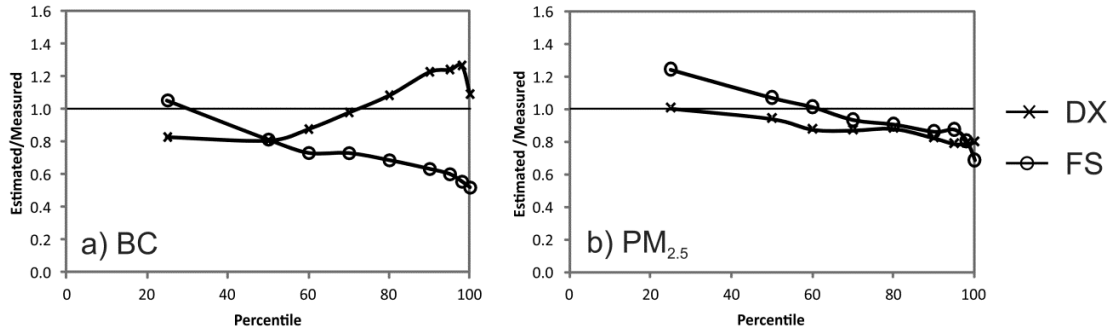 1.6
1.4
1.2
1.0
0.8
0.6
0.4
0.2
0.0
Estimated/Measured
a) BC
0 20 40 60 80 100
Percentile
1.6
1.4
1.2
1.0
0.8
0.6
0.4
0.2
0.0
Estimated /Measured
b) PM2.5
0 20 40 60 80 100
Percentile
DX
FS